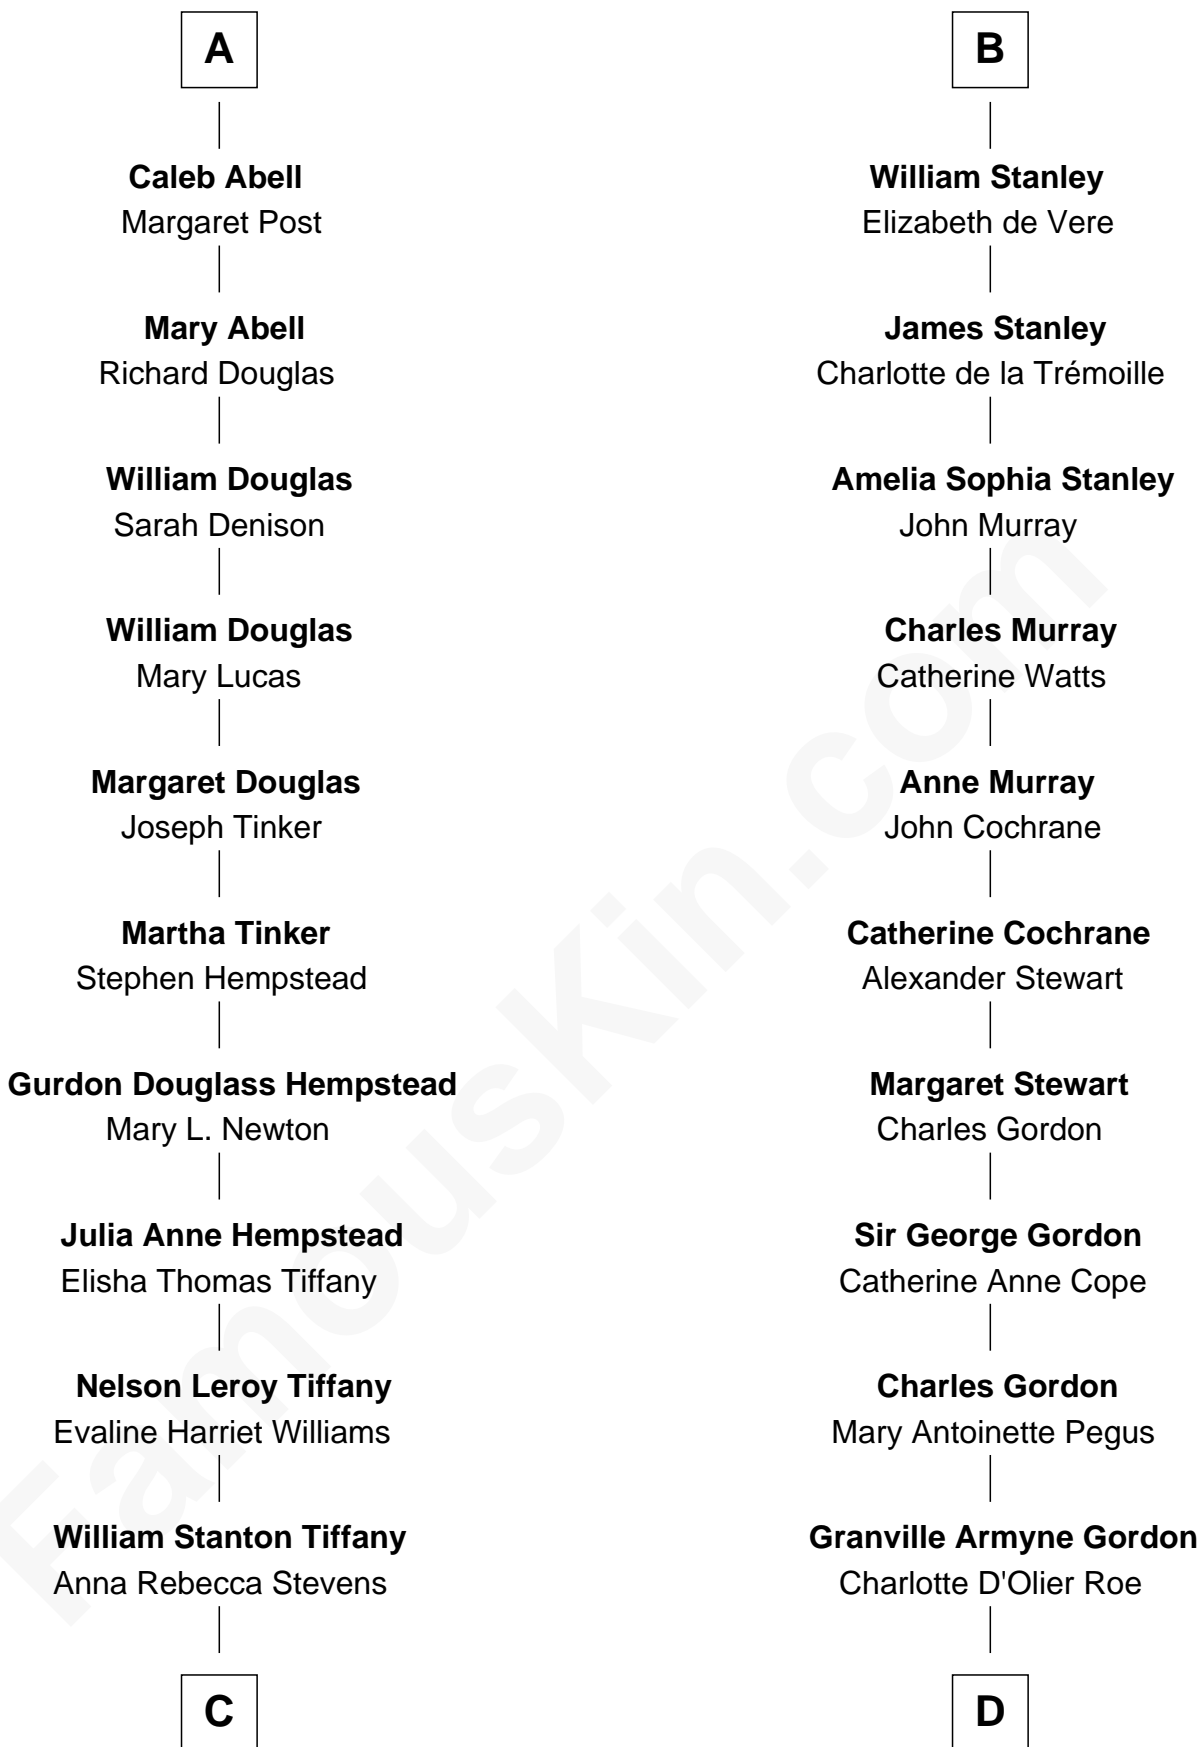 A
Caleb Abell
Margaret Post
Mary Abell
Richard Douglas
William Douglas
Sarah Denison
William Douglas
Mary Lucas
Margaret Douglas
Joseph Tinker
Martha Tinker
Stephen Hempstead
Gurdon Douglass Hempstead
Mary L. Newton
Julia Anne Hempstead
Elisha Thomas Tiffany
Nelson Leroy Tiffany
Evaline Harriet Williams
William Stanton Tiffany
Anna Rebecca Stevens
C
B
William Stanley
Elizabeth de Vere
James Stanley
Charlotte de la Trémoille
Amelia Sophia Stanley
John Murray
Charles Murray
Catherine Watts
Anne Murray
John Cochrane
Catherine Cochrane
Alexander Stewart
Margaret Stewart
Charles Gordon
Sir George Gordon
Catherine Anne Cope
Charles Gordon
Mary Antoinette Pegus
Granville Armyne Gordon
Charlotte D'Olier Roe
D
FamousKin.com